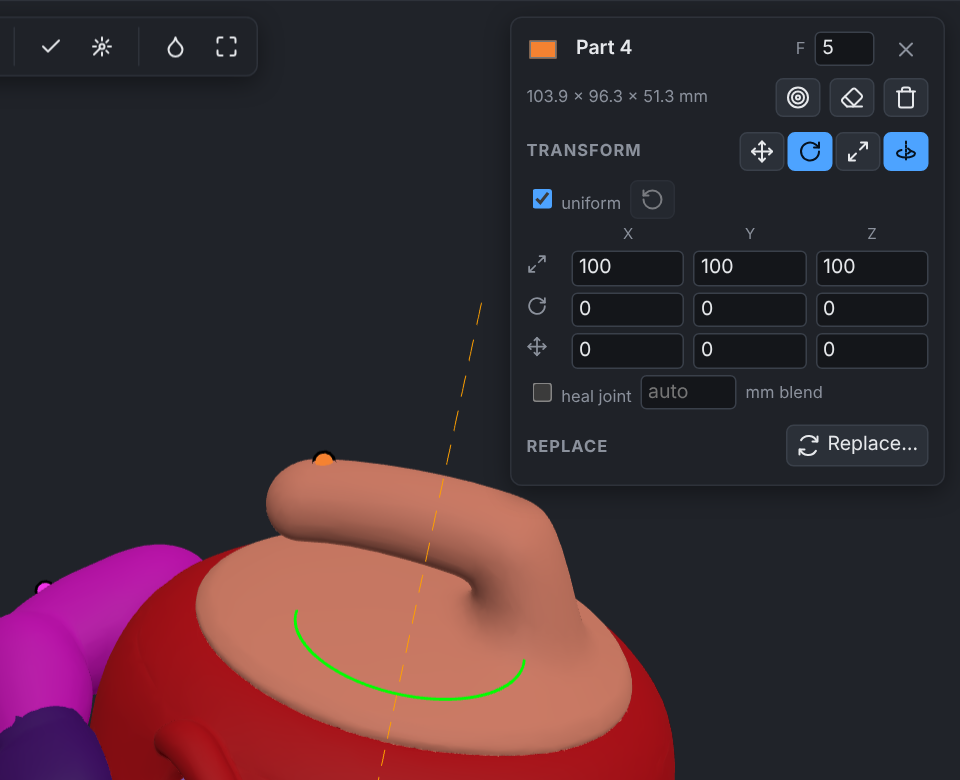 Part 4 F 5
103.9 × 96.3 × 51.3 mm
TRANSFORM
uniform
X Y Z
100 100 100
0 0 0
0 0 0
heal joint auto mm blend
REPLACE Replace...